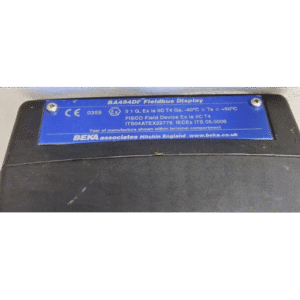 BA484DF Fieldbus Display
CE 0359 Ex II 1 G, Ex ia IIC T4 Ga, -40°C ≤ Ta ≤ +60°C
FISCO Field Device Ex ia IIC T4
ITS04ATEX22776, IECEx ITS 05.0006
Year of manufacture shown within terminal compartment
BEKA associates Hitchin England www.beka.co.uk